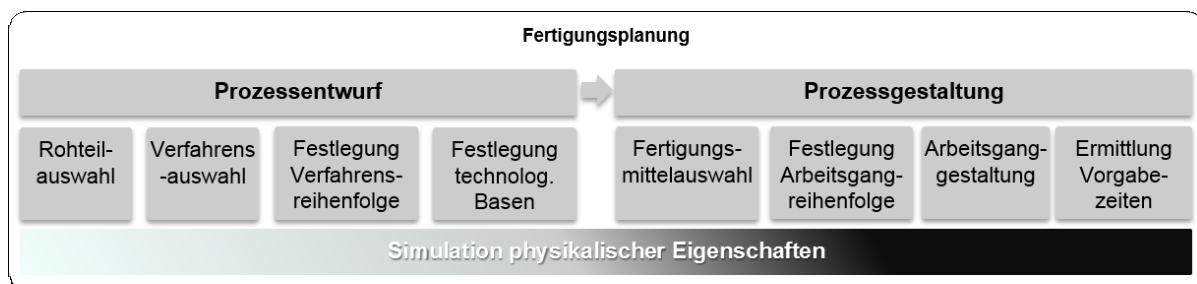 Fertigungsplanung
Prozessentwurf
Prozessgestaltung
Rohteil-
auswahl
Verfahrens
-auswahl
Festlegung
Verfahrens-
reihenfolge
Festlegung
technolog.
Basen
Fertigungs-
mittelauswahl
Festlegung
Arbeitsgang-
reihenfolge
Arbeitsgang-
gestaltung
Ermittlung
Vorgabe-
zeiten
Simulation physikalischer Eigenschaften